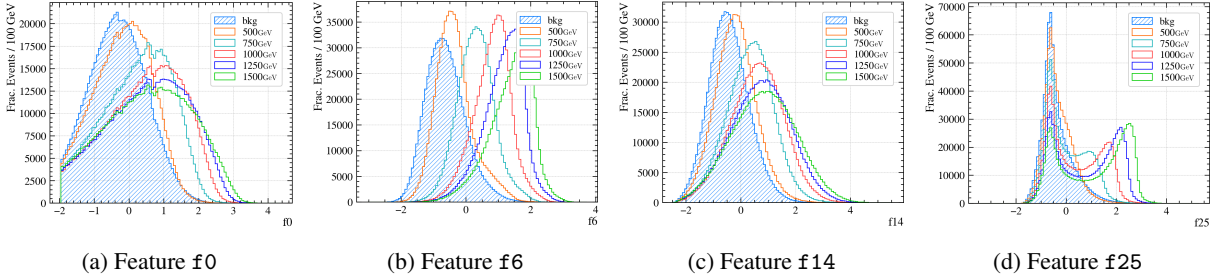 Frac. Events / 100 GeV
22500
20000
17500
15000
12500
10000
7500
5000
2500
0
−2 −1 0 1 2 3 4
f0
bkg
500GeV
750GeV
1000GeV
1250GeV
1500GeV
(a) Feature f0
Frac. Events / 100 GeV
35000
30000
25000
20000
15000
10000
5000
0
−2 0 2 4
f6
bkg
500GeV
750GeV
1000GeV
1250GeV
1500GeV
(b) Feature f6
Frac. Events / 100 GeV
30000
25000
20000
15000
10000
5000
0
−2 0 2 4
f14
bkg
500GeV
750GeV
1000GeV
1250GeV
1500GeV
(c) Feature f14
Frac. Events / 100 GeV
70000
60000
50000
40000
30000
20000
10000
0
−2 0 2 4 6
f25
bkg
500GeV
750GeV
1000GeV
1250GeV
1500GeV
(d) Feature f25